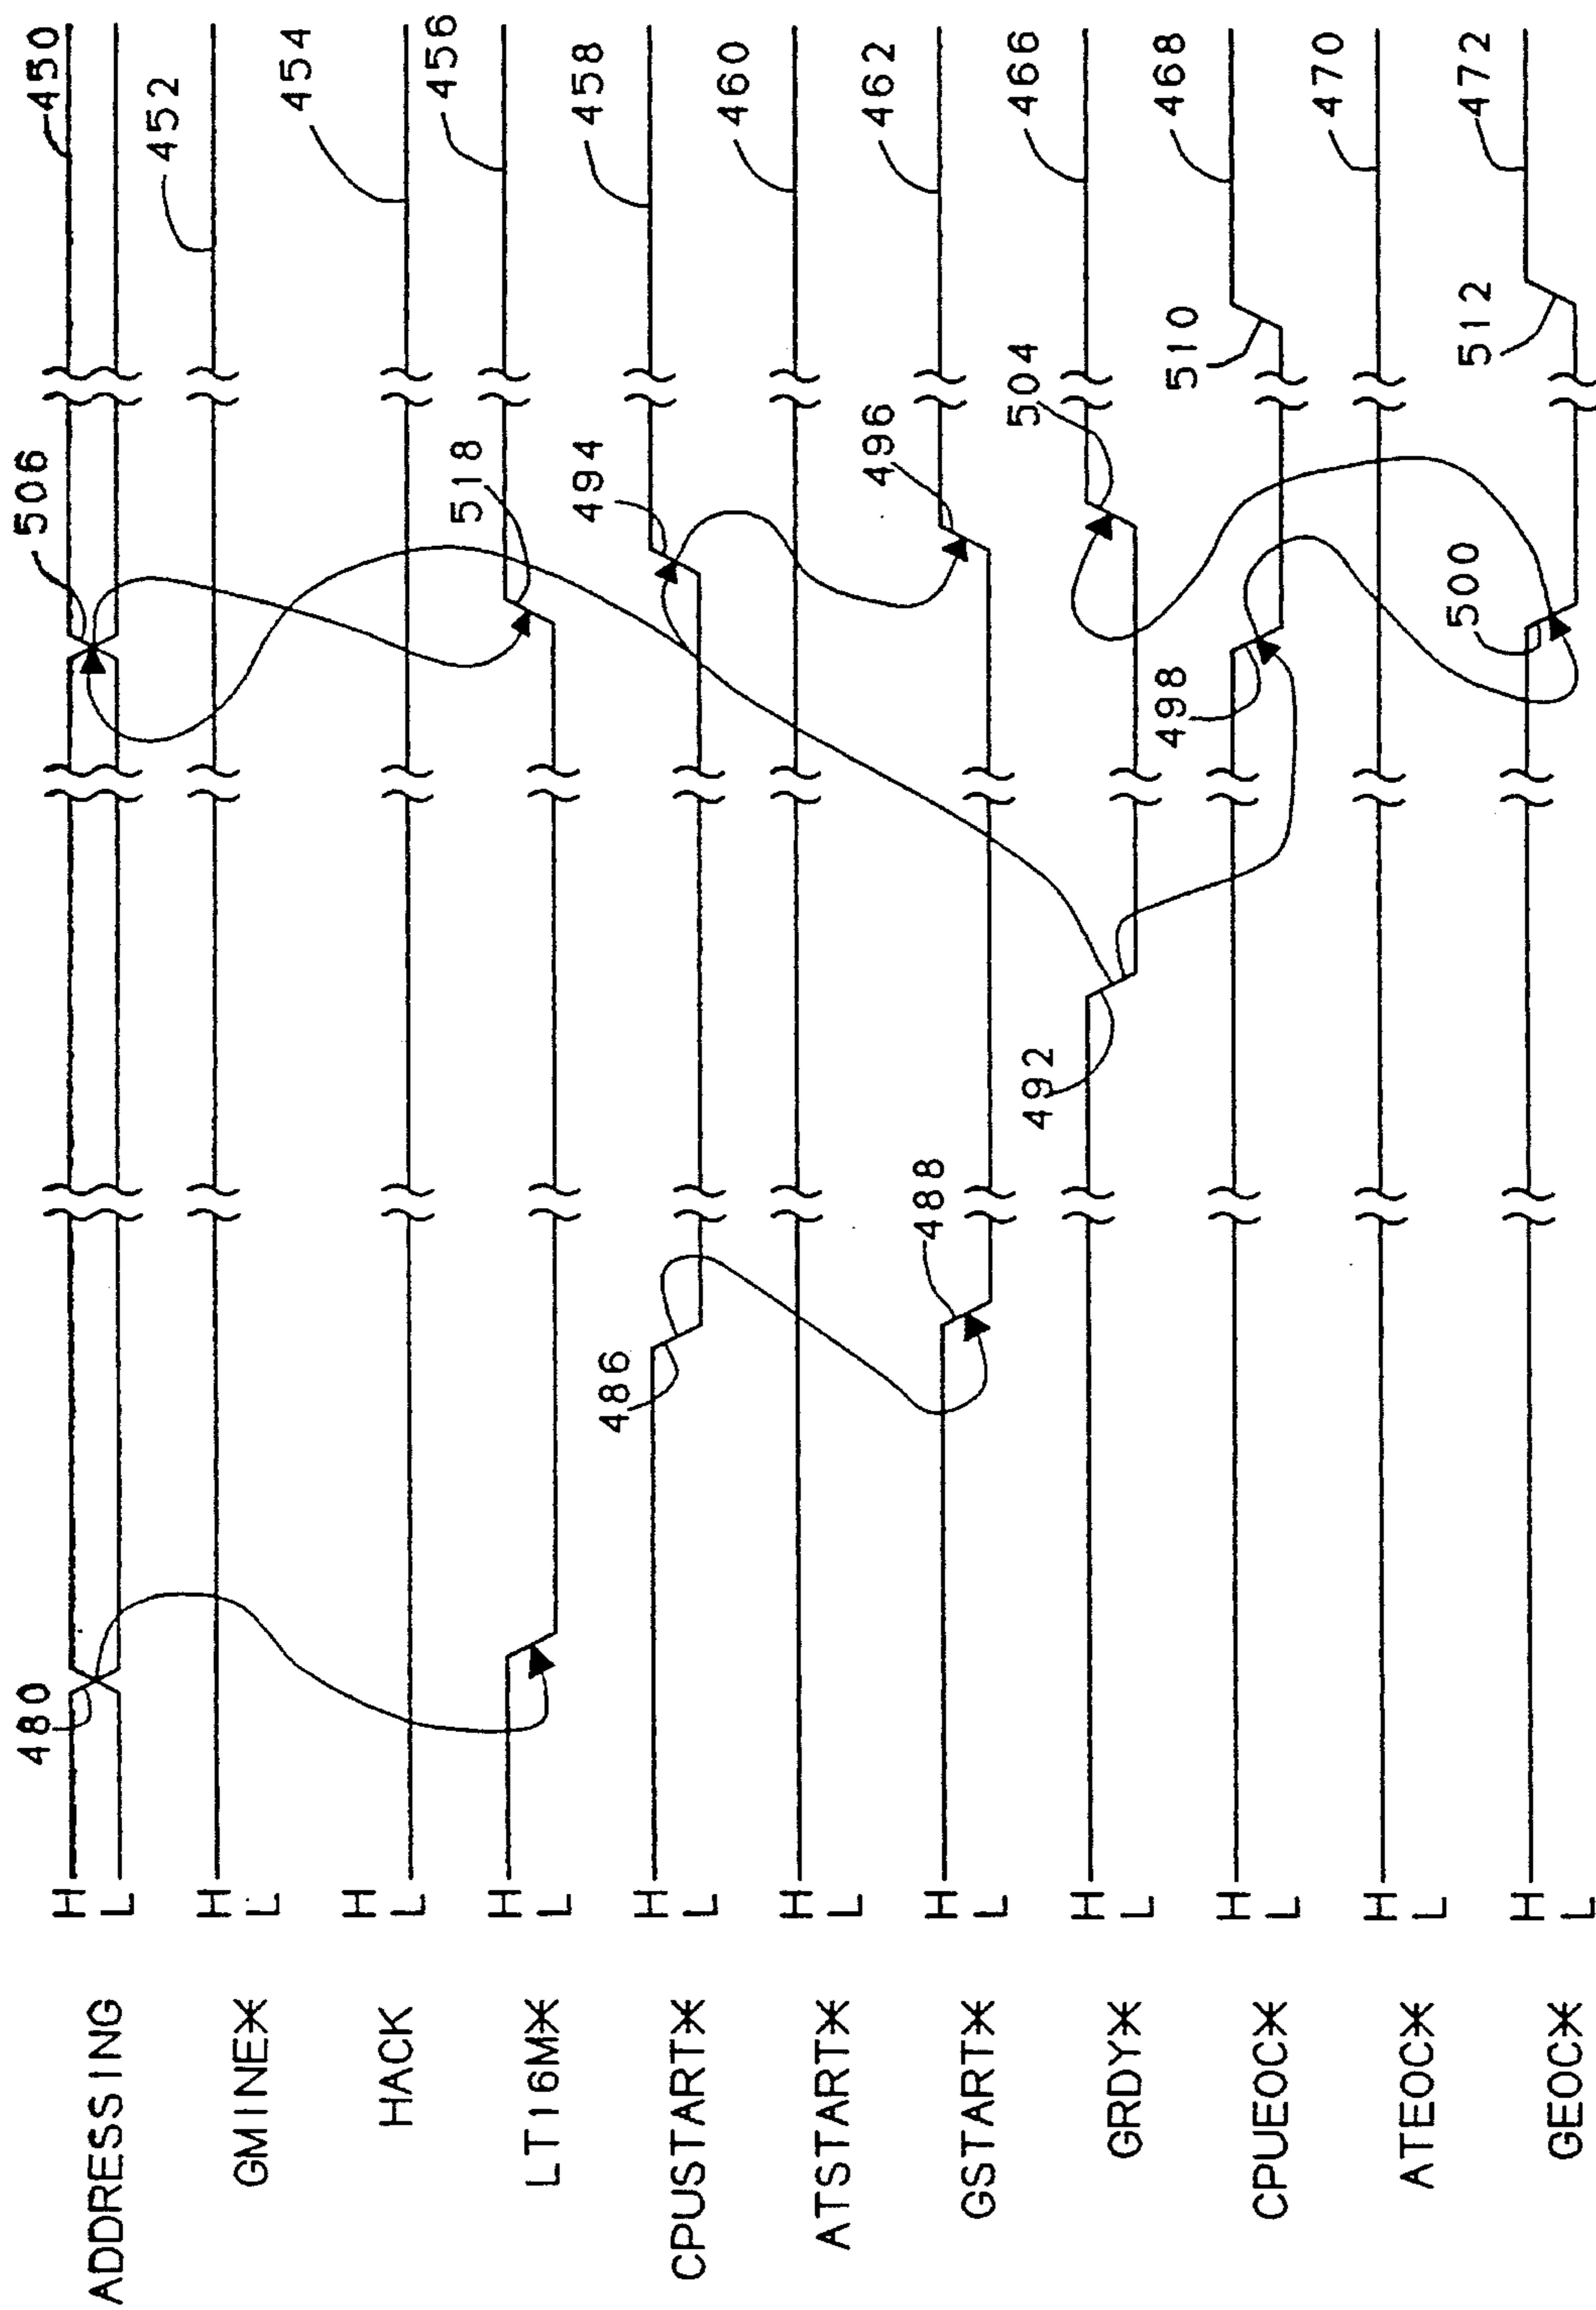 ADDRESSING H L 480 506 450
GMINE* H L 452
HACK H L 454
LT16M* H L 518 456
CPUSTART* H L 486 494 458
ATSTART* H L 460
GSTART* H L 488 496 462
GRDY* H L 492 504 466
CPUEOC* H L 498 510 468
ATEOC* H L 470
GEOC* H L 500 512 472